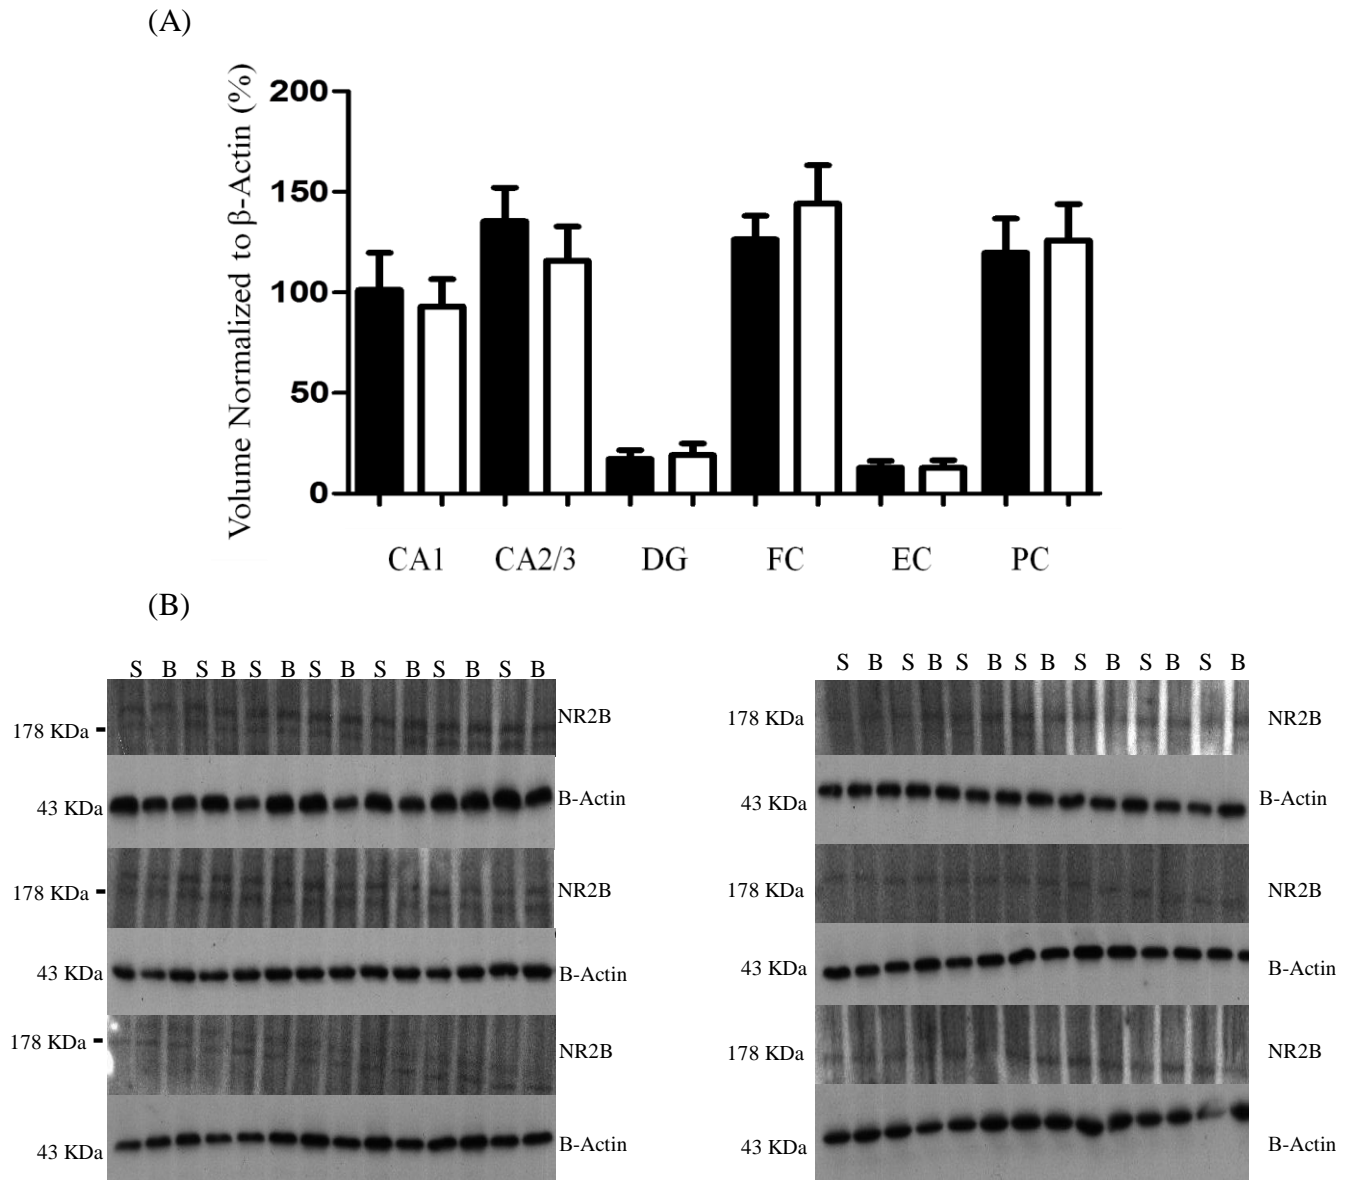 (A)
Volume Normalized to β-Actin (%)
200
150
100
50
0
CA1 CA2/3 DG FC EC PC
(B)
S B S B S B S B S B S B S B
178 KDa NR2B
43 KDa B-Actin
178 KDa NR2B
43 KDa B-Actin
178 KDa NR2B
43 KDa B-Actin
S B S B S B S B S B S B S B
178 KDa NR2B
43 KDa B-Actin
178 KDa NR2B
43 KDa B-Actin
178 KDa NR2B
43 KDa B-Actin